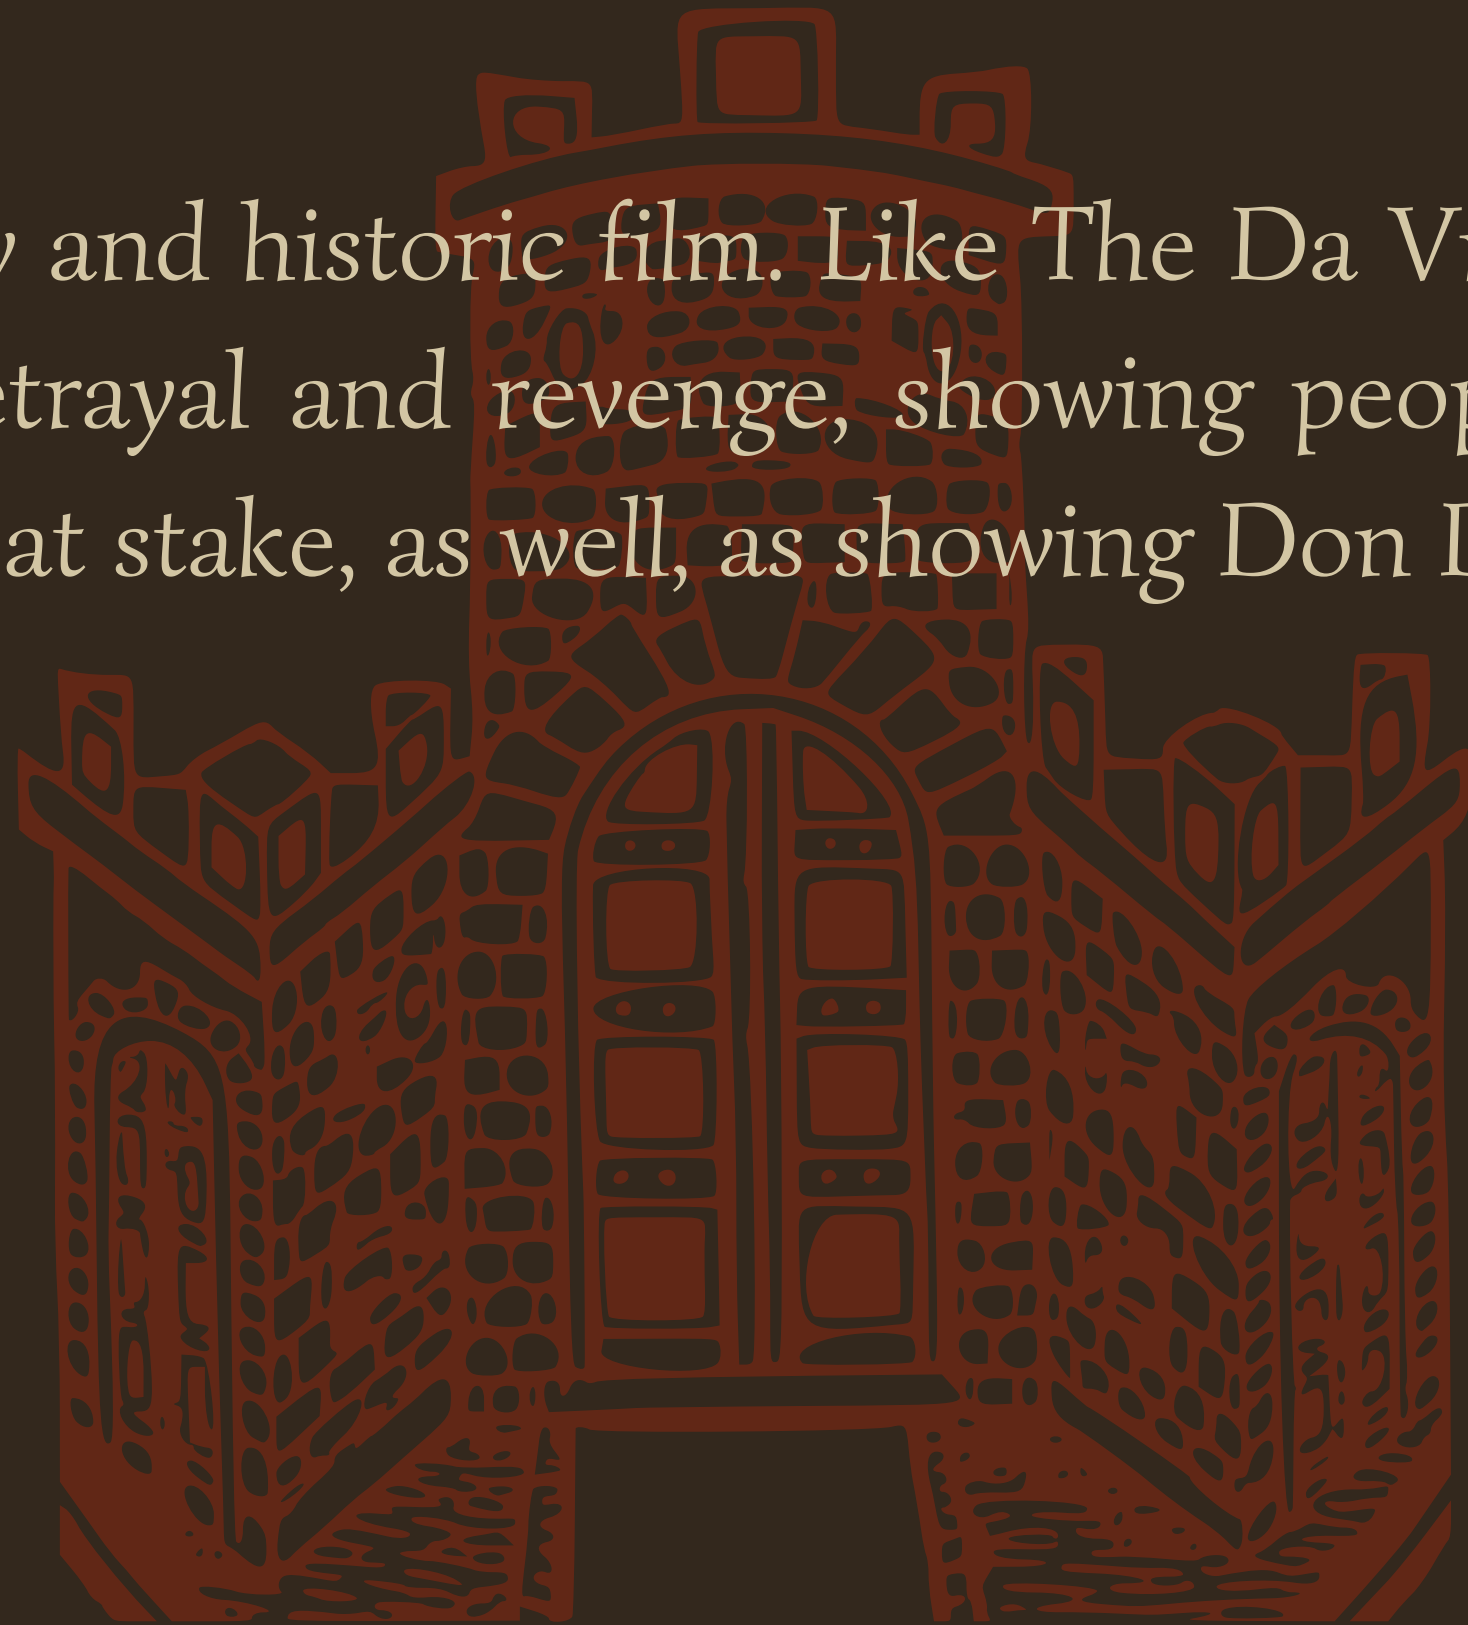 and historic film. Like The Da
and revenge, showing
at stake, as well, as showing Don